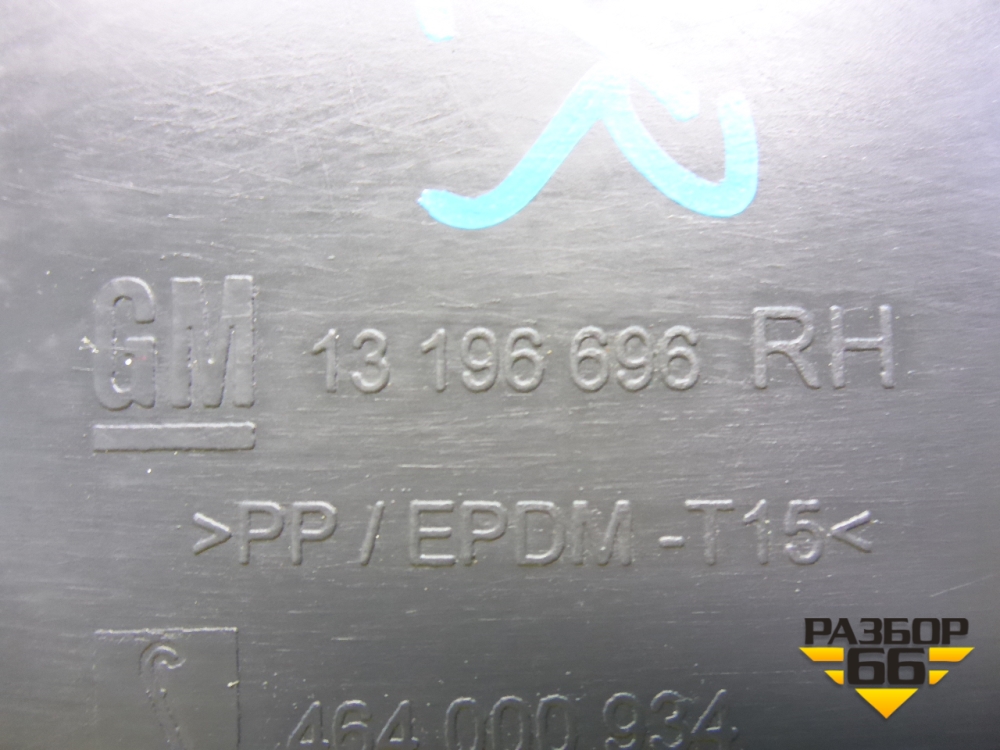 GM 13 196 696 RH
>PP / EPDM -T15<
464 000 934
РАЗБОР
66